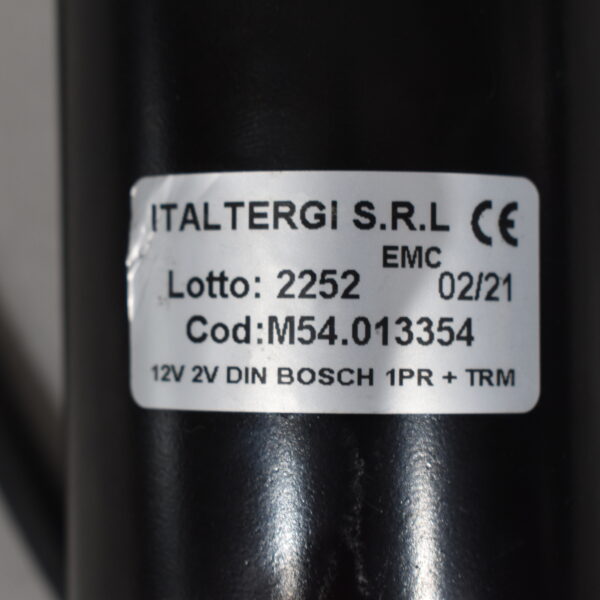 ITALTERGI S.R.L CE
EMC
Lotto: 2252 02/21
Cod:M54.013354
12V 2V DIN BOSCH 1PR + TRM